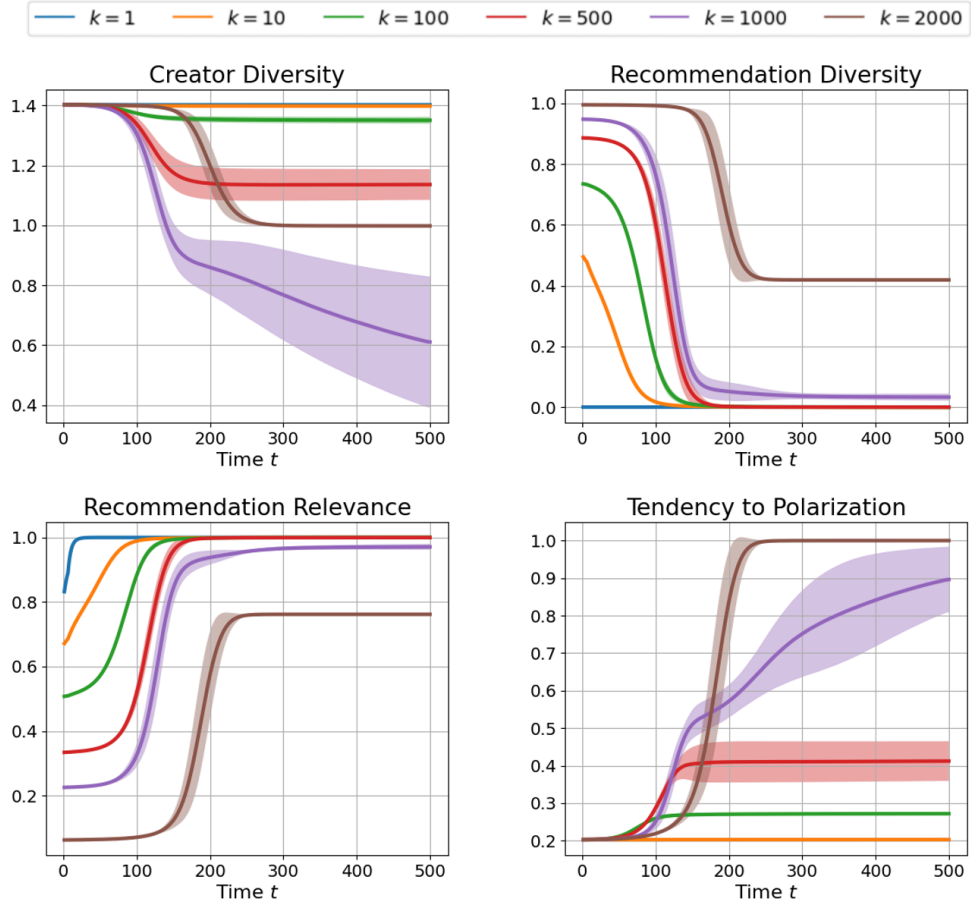 k = 1 k = 10 k = 100 k = 500 k = 1000 k = 2000
Creator Diversity
1.4
1.2
1.0
0.8
0.6
0.4
0 100 200 300 400 500
Time t
Recommendation Diversity
1.0
0.8
0.6
0.4
0.2
0.0
0 100 200 300 400 500
Time t
Recommendation Relevance
1.0
0.8
0.6
0.4
0.2
0 100 200 300 400 500
Time t
Tendency to Polarization
1.0
0.9
0.8
0.7
0.6
0.5
0.4
0.3
0.2
0 100 200 300 400 500
Time t